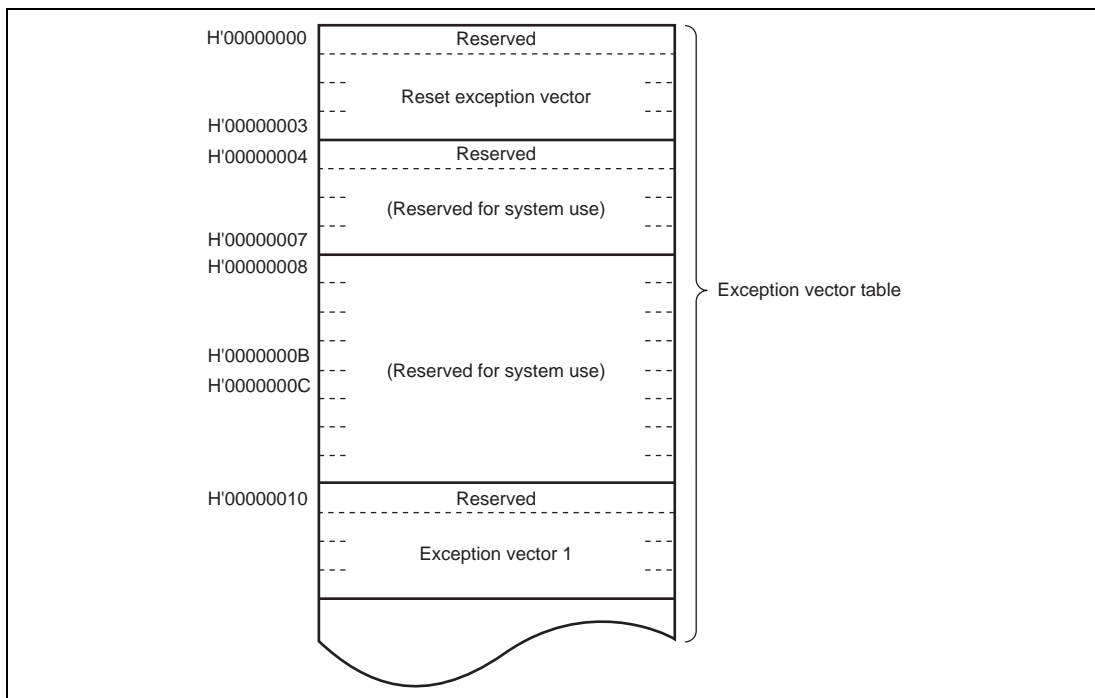 H'00000000 Reserved
Reset exception vector
H'00000003
H'00000004 Reserved
(Reserved for system use)
H'00000007
H'00000008
Exception vector table
H'0000000B
(Reserved for system use)
H'0000000C
H'00000010 Reserved
Exception vector 1